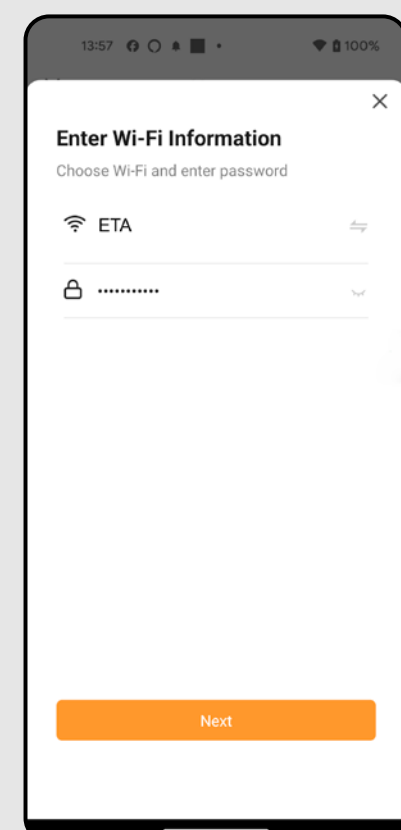 13:57 100%
Enter Wi-Fi Information
Choose Wi-Fi and enter password
ETA
•••••••••••
Next